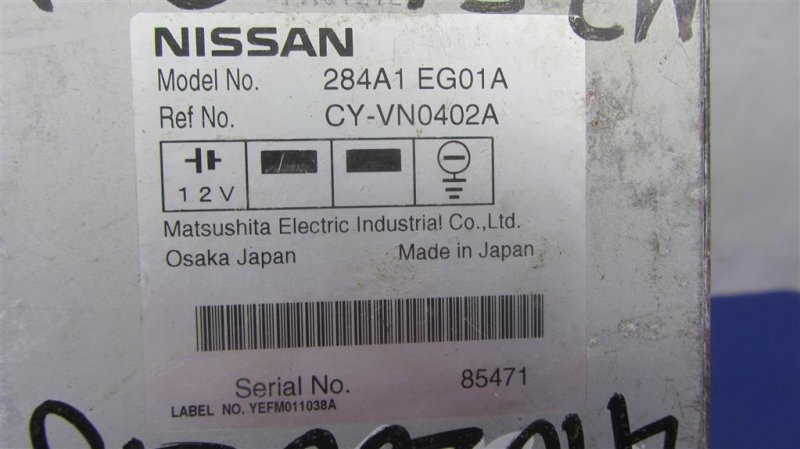 NISSAN
Model No. 284A1 EG01A
Ref No. CY-VN0402A
12V
Matsushita Electric Industrial Co.,Ltd.
Osaka Japan Made in Japan
Serial No. 85471
LABEL NO. YEFM011038A